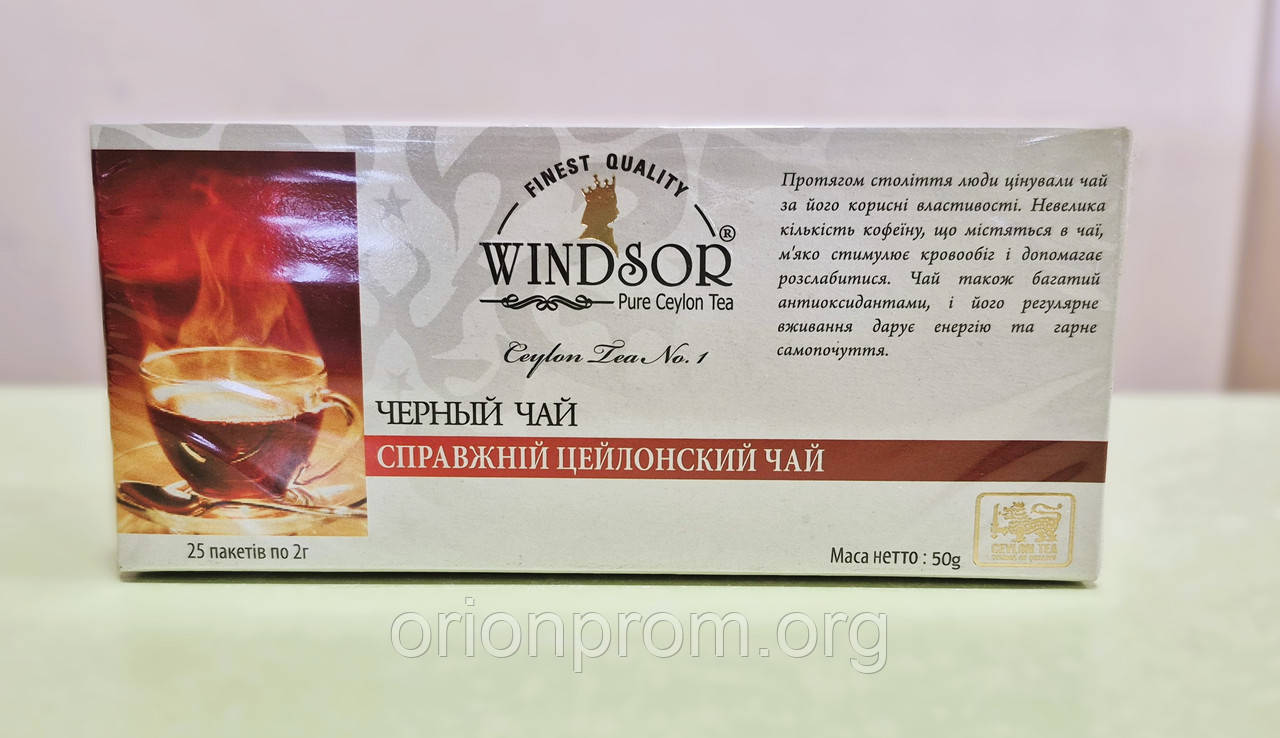 FINEST QUALITY
WINDSOR®
Pure Ceylon Tea
Ceylon Tea No. 1
ЧЕРНЫЙ ЧАЙ
СПРАВЖНІЙ ЦЕЙЛОНСКИЙ ЧАЙ
25 пакетів по 2г
Протягом століття люди цінували чай
за його корисні властивості. Невелика
кількість кофеїну, що містяться в чаї,
м'яко стимулює кровообіг і допомагає
розслабитися. Чай також багатий
антиоксидантами, і його регулярне
вживання дарує енергію та гарне
самопочуття.
Маса нетто : 50g
CEYLON TEA
orionprom.org